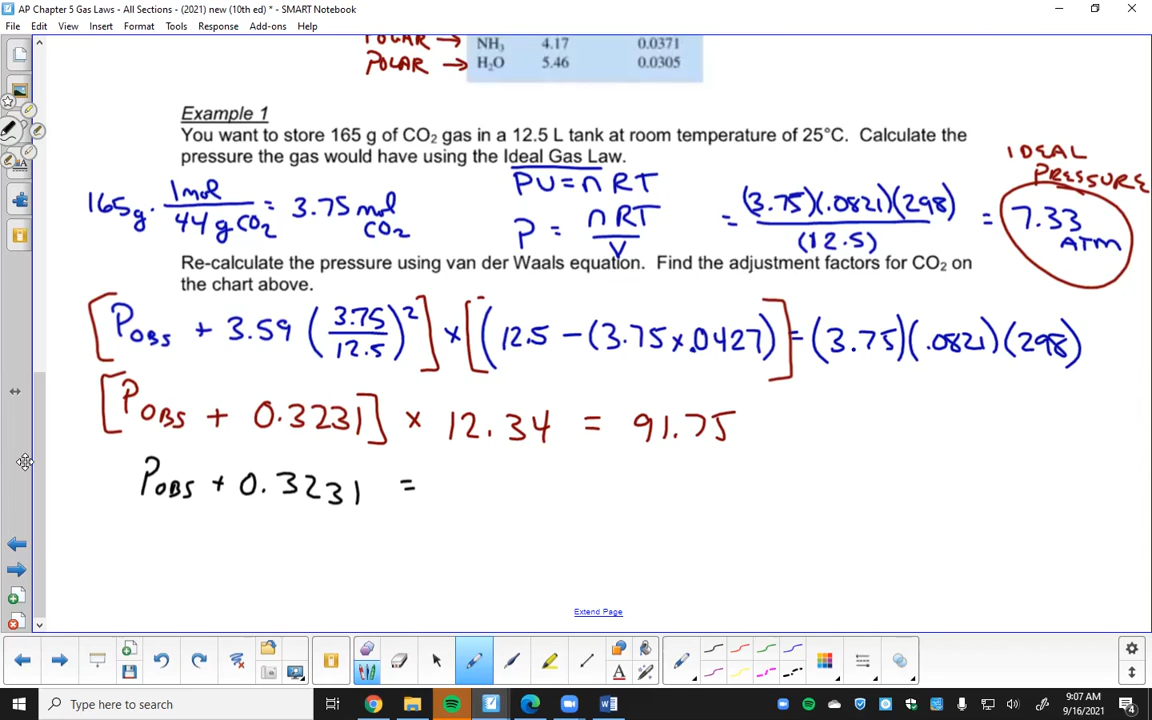 AP Chapter 5 Gas Laws - All Sections - (2021) new (10th ed) * - SMART Notebook
File Edit View Insert Format Tools Response Add-ons Help
POLAR → NH₃ 4.17 0.0371
POLAR → H₂O 5.46 0.0305
Example 1
You want to store 165 g of CO₂ gas in a 12.5 L tank at room temperature of 25°C. Calculate the
pressure the gas would have using the Ideal Gas Law.
IDEAL
PRESSURE
165g · 1mol / 44 g CO₂ = 3.75 mol CO₂
PV = nRT
P = nRT / V = (3.75)(.0821)(298) / (12.5) = 7.33 ATM
Re-calculate the pressure using van der Waals equation. Find the adjustment factors for CO₂ on
the chart above.
[P_OBS + 3.59 (3.75 / 12.5)²] × [(12.5 − (3.75 × .0427)] = (3.75)(.0821)(298)
[P_OBS + 0.3231] × 12.34 = 91.75
P_OBS + 0.3231 =
Extend Page
Type here to search
9:07 AM
9/16/2021
4